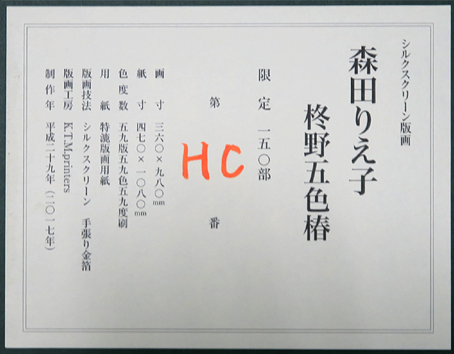 シルクスクリーン版画
森田りえ子
柊野五色椿
限定 一五〇部
第 HC 番
画寸 三六〇×九八〇mm
紙寸 四七〇×一〇八〇mm
色度数 五九版五九色五九度刷
用紙 特漉版画用紙
版画技法 シルクスクリーン 手張り金箔
版画工房 K.T.M.printers
制作年 平成二十九年(二〇一七年)